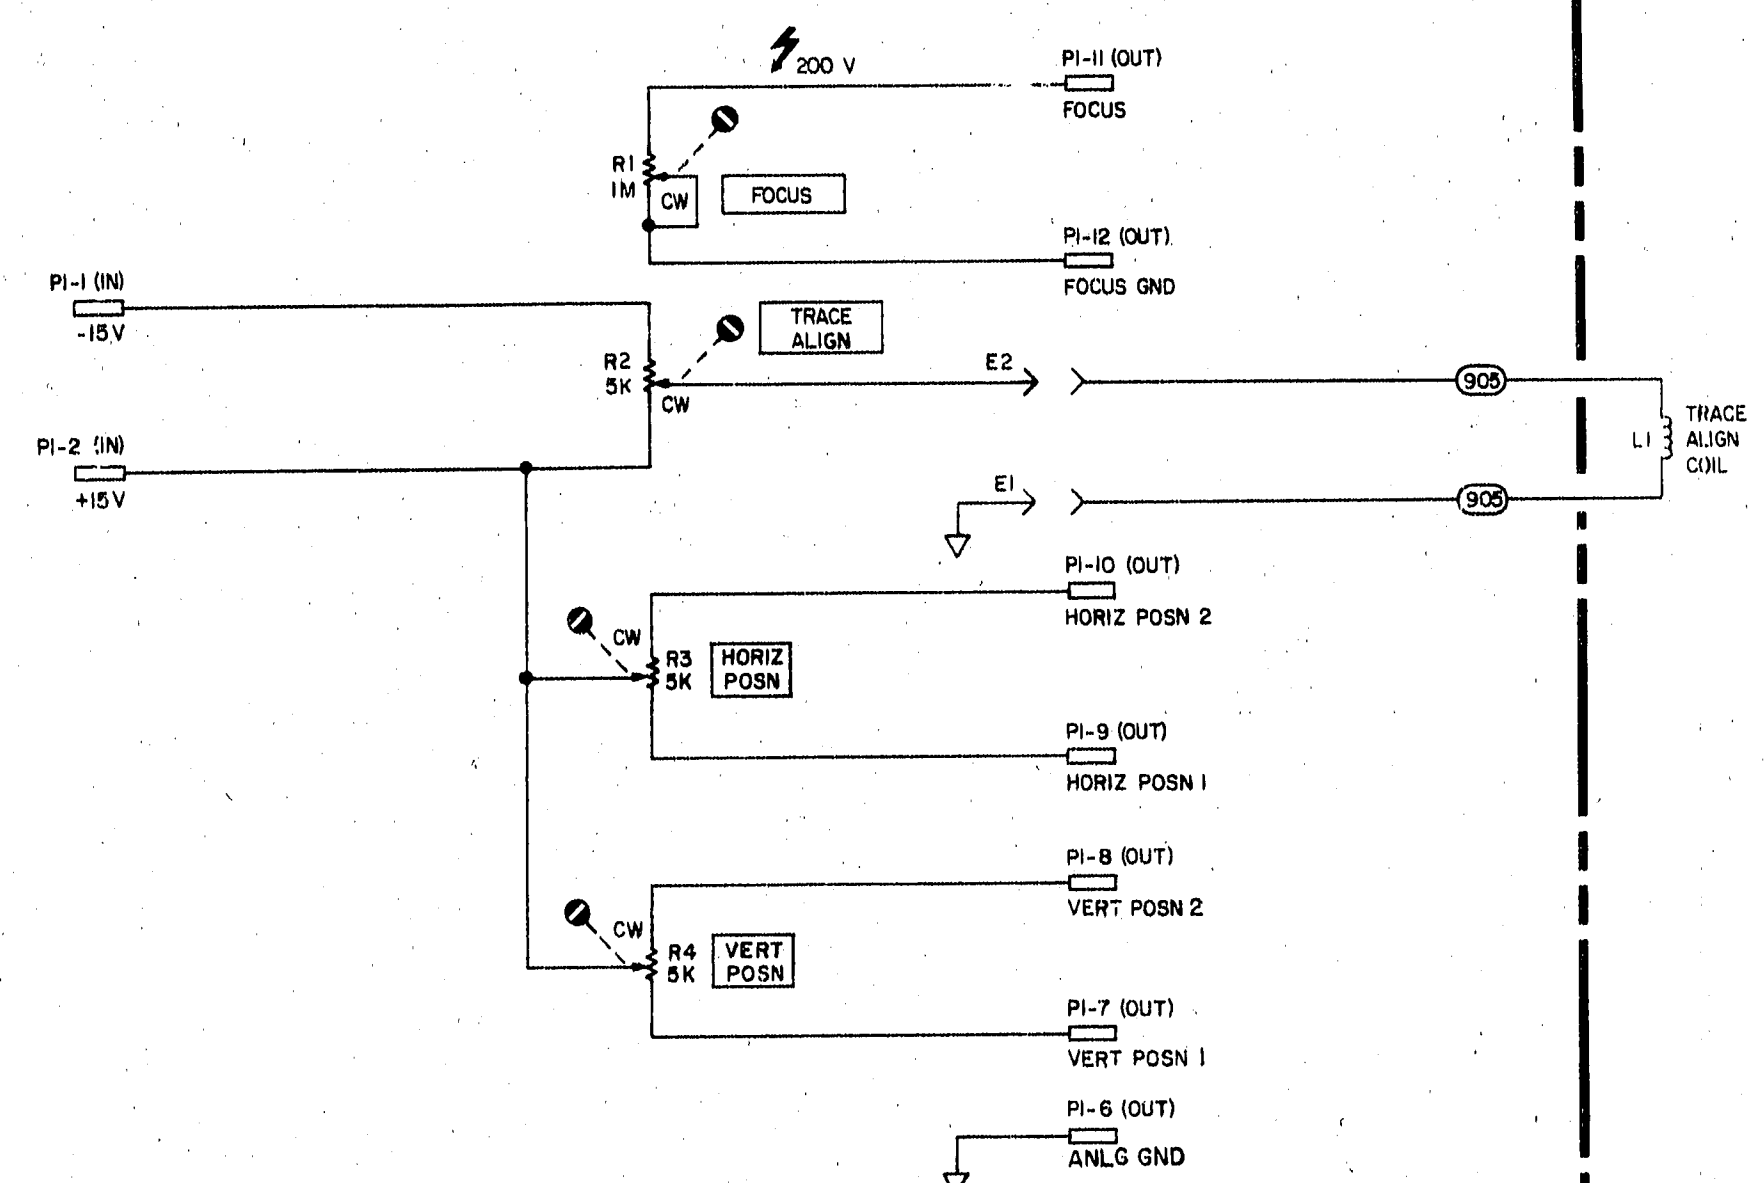 200 V
P1-11 (OUT)
FOCUS
R1
1M
CW
FOCUS
P1-12 (OUT)
FOCUS GND
P1-1 (IN)
-15V
TRACE
ALIGN
R2
5K
CW
E2
905
P1-2 (IN)
+15V
L1
TRACE
ALIGN
COIL
E1
905
P1-10 (OUT)
HORIZ POSN 2
CW
R3
5K
HORIZ
POSN
P1-9 (OUT)
HORIZ POSN 1
P1-8 (OUT)
VERT POSN 2
CW
R4
5K
VERT
POSN
P1-7 (OUT)
VERT POSN 1
P1-6 (OUT)
ANLG GND